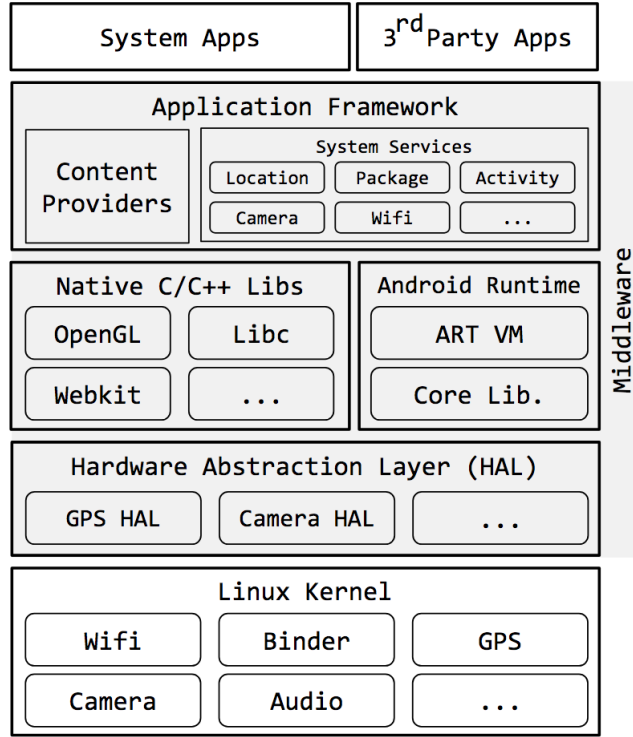 System Apps
3rd Party Apps
Application Framework
Content
Providers
System Services
Location
Package
Activity
Camera
Wifi
...
Native C/C++ Libs
OpenGL
Libc
Webkit
...
Android Runtime
ART VM
Core Lib.
Hardware Abstraction Layer (HAL)
GPS HAL
Camera HAL
...
Middleware
Linux Kernel
Wifi
Binder
GPS
Camera
Audio
...